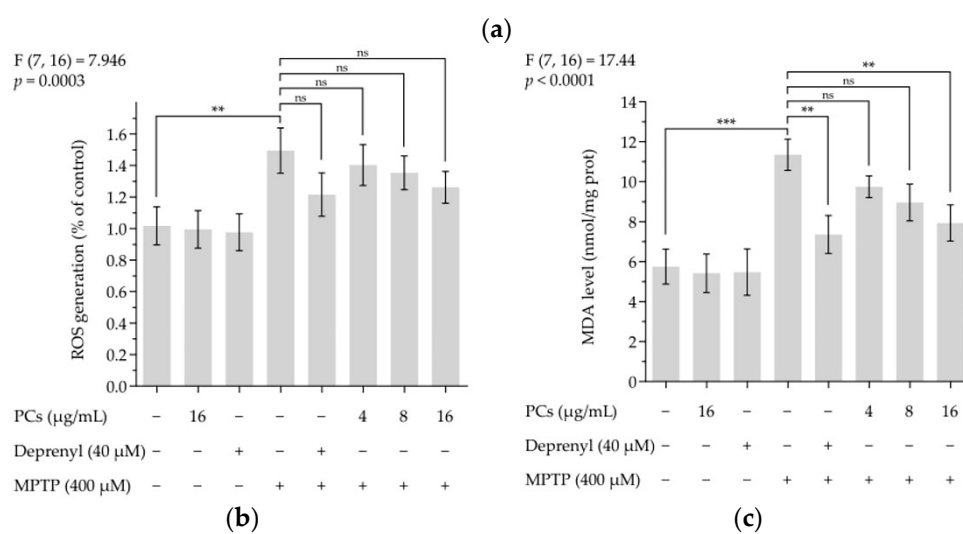 (a)
F (7, 16) = 7.946
p = 0.0003
ns
ns
ns
ns
**
ROS generation (% of control)
1.6
1.4
1.2
1.0
0.8
0.6
0.4
0.2
0.0
PCs (μg/mL) – 16 – – – 4 8 16
Deprenyl (40 μM) – – + – + – – –
MPTP (400 μM) – – – + + + + +
(b)
F (7, 16) = 17.44
p < 0.0001
**
ns
ns
**
***
MDA level (nmol/mg prot)
14
12
10
8
6
4
2
0
PCs (μg/mL) – 16 – – – 4 8 16
Deprenyl (40 μM) – – + – + – – –
MPTP (400 μM) – – – + + + + +
(c)